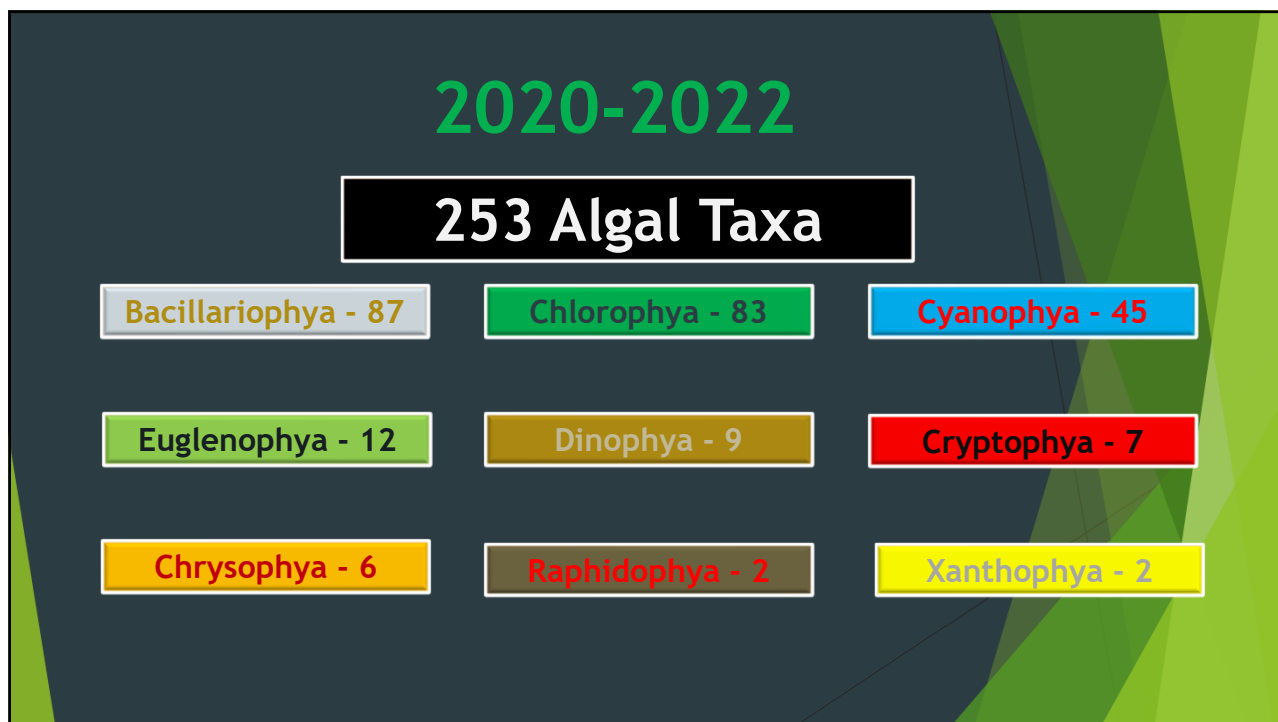 2020-2022
253 Algal Taxa
Bacillariophya - 87
Chlorophya - 83
Cyanophya - 45
Euglenophya - 12
Dinophya - 9
Cryptophya - 7
Chrysophya - 6
Raphidophya - 2
Xanthophya - 2